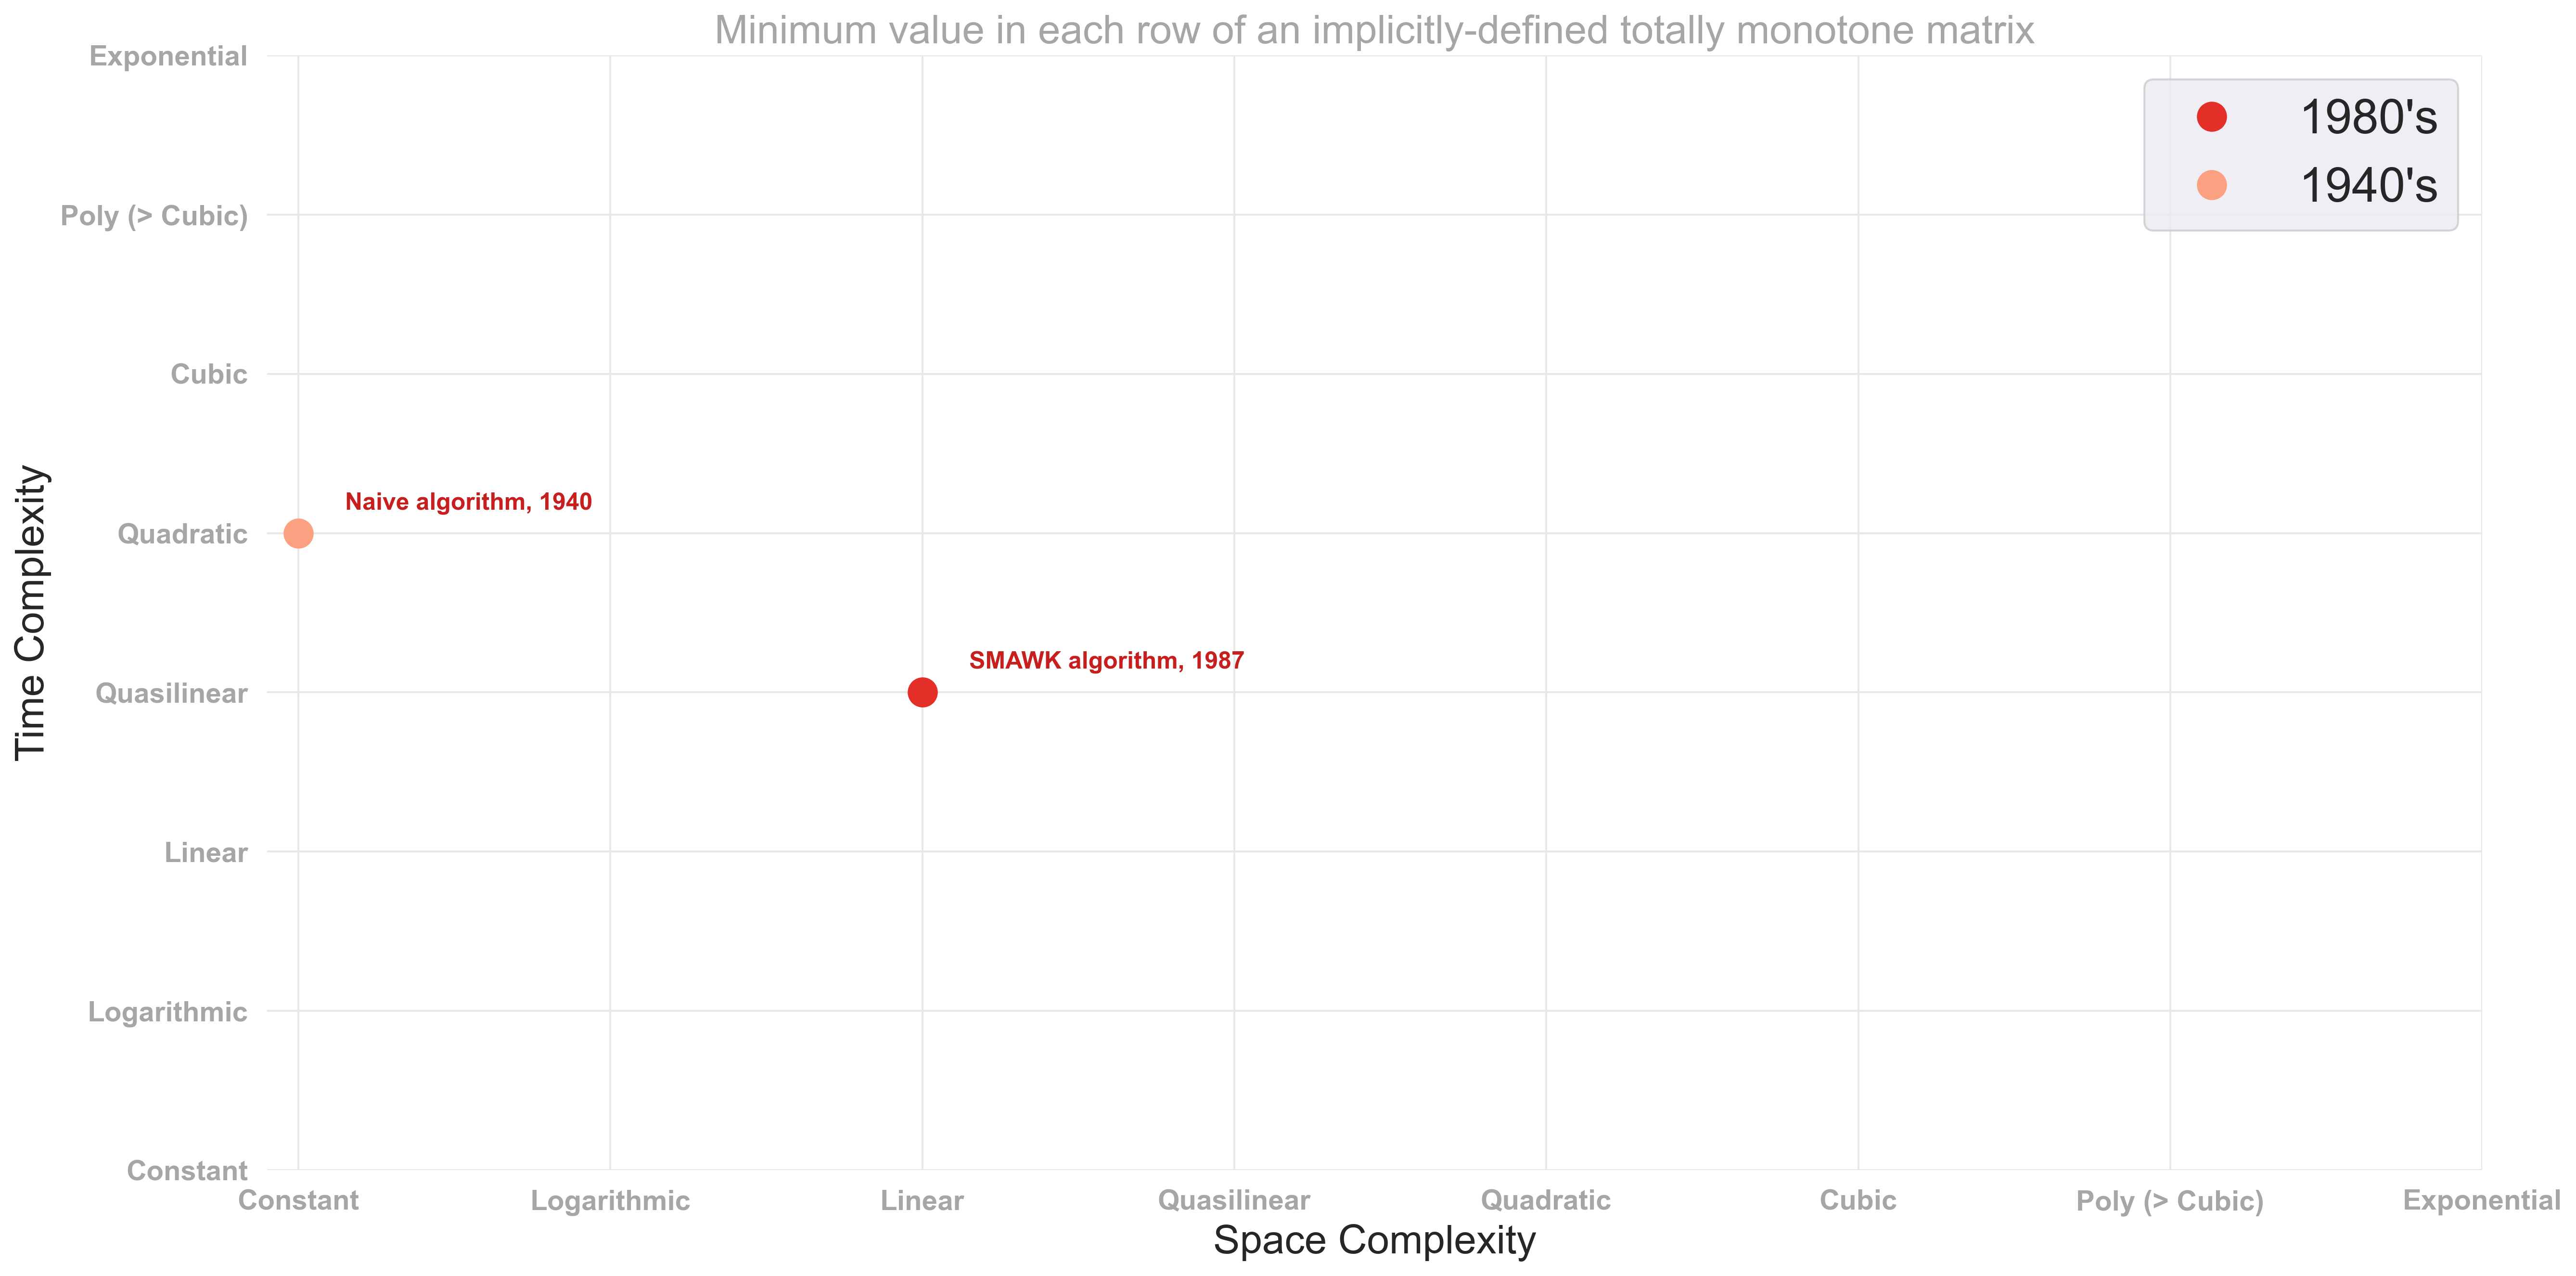 Minimum value in each row of an implicitly-defined totally monotone matrix
Exponential
Poly (> Cubic)
Cubic
Quadratic
Quasilinear
Linear
Logarithmic
Constant
Time Complexity
1980's
1940's
Naive algorithm, 1940
SMAWK algorithm, 1987
Constant
Logarithmic
Linear
Quasilinear
Quadratic
Cubic
Poly (> Cubic)
Exponential
Space Complexity